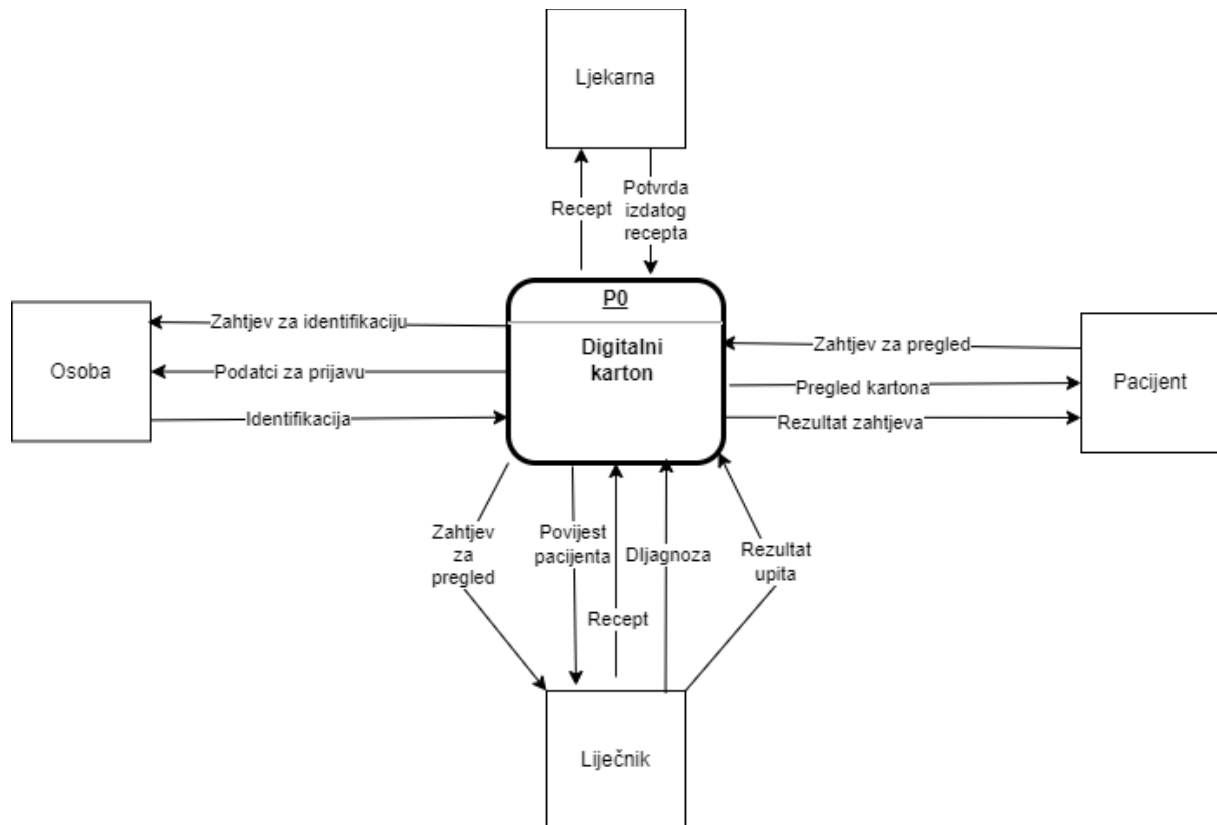 Ljekarna
Recept
Potvrda
izdatog
recepta
P0
Digitalni
karton
Osoba
Zahtjev za identifikaciju
Podatci za prijavu
Identifikacija
Zahtjev za pregled
Pregled kartona
Rezultat zahtjeva
Pacijent
Zahtjev
za
pregled
Povijest
pacijenta
Recept
DIjagnoza
Rezultat
upita
Liječnik